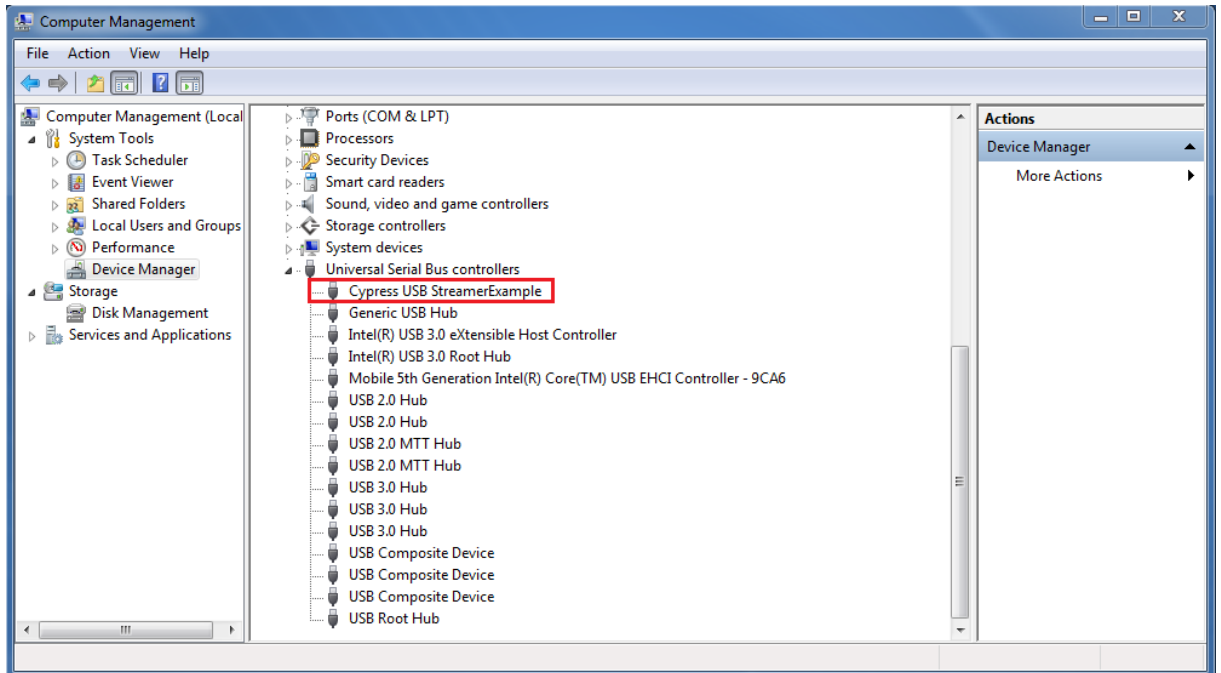 Computer Management
File Action View Help
Computer Management (Local
System Tools
Task Scheduler
Event Viewer
Shared Folders
Local Users and Groups
Performance
Device Manager
Storage
Disk Management
Services and Applications
Ports (COM & LPT)
Processors
Security Devices
Smart card readers
Sound, video and game controllers
Storage controllers
System devices
Universal Serial Bus controllers
Cypress USB StreamerExample
Generic USB Hub
Intel(R) USB 3.0 eXtensible Host Controller
Intel(R) USB 3.0 Root Hub
Mobile 5th Generation Intel(R) Core(TM) USB EHCI Controller - 9CA6
USB 2.0 Hub
USB 2.0 Hub
USB 2.0 MTT Hub
USB 2.0 MTT Hub
USB 3.0 Hub
USB 3.0 Hub
USB 3.0 Hub
USB Composite Device
USB Composite Device
USB Composite Device
USB Root Hub
Actions
Device Manager
More Actions